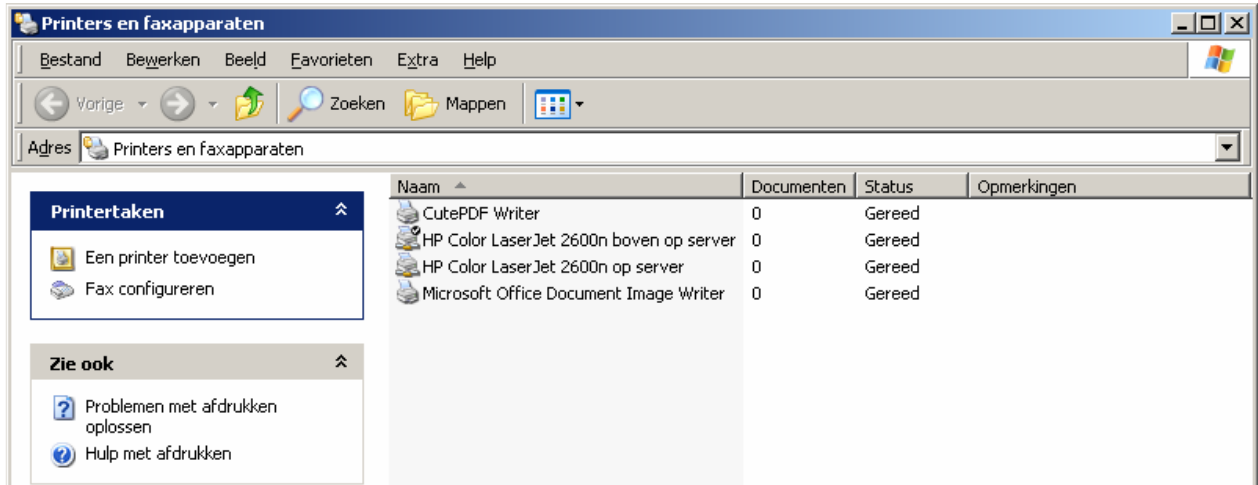 Printers en faxapparaten
Bestand Bewerken Beeld Favorieten Extra Help
Vorige Zoeken Mappen
Adres Printers en faxapparaten
Printertaken
Een printer toevoegen
Fax configureren
Zie ook
Problemen met afdrukken
oplossen
Hulp met afdrukken
Naam Documenten Status Opmerkingen
CutePDF Writer 0 Gereed
HP Color LaserJet 2600n boven op server 0 Gereed
HP Color LaserJet 2600n op server 0 Gereed
Microsoft Office Document Image Writer 0 Gereed